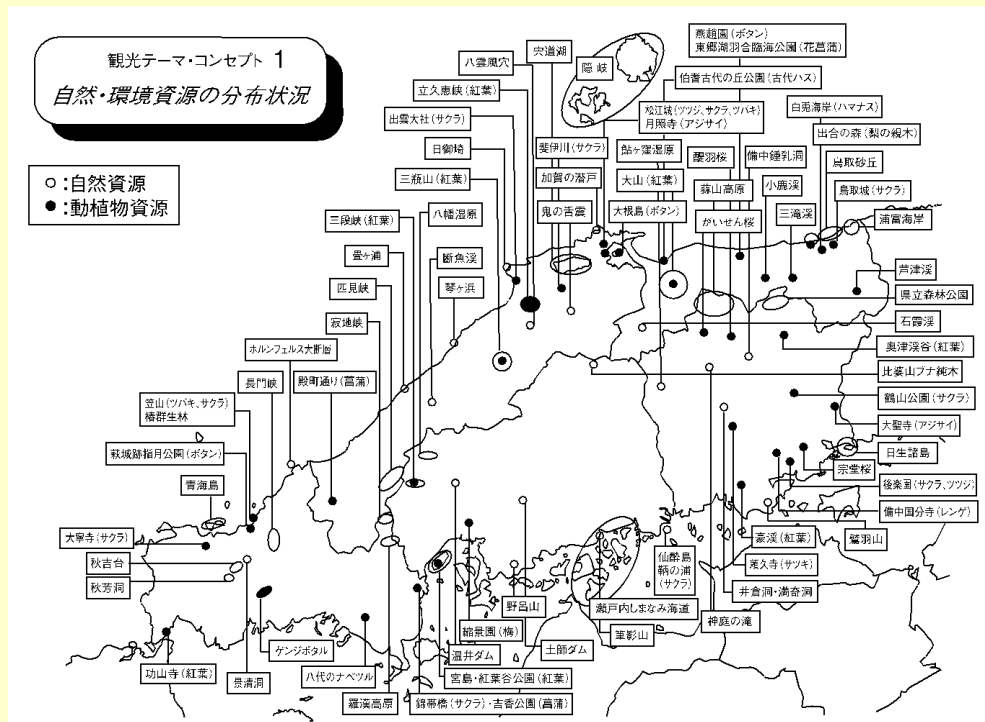 観光テーマ・コンセプト 1
自然・環境資源の分布状況
○:自然資源
●:動植物資源
宍道湖
八雲風穴
立久恵峡(紅葉)
出雲大社(サクラ)
日御碕
三瓶山(紅葉)
三段峡(紅葉)
八幡湿原
畳ヶ浦
断魚渓
匹見峡
琴ヶ浜
寂地峡
ホルンフェルス大断層
長門峡
殿町通り(菖蒲)
笠山(ツバキ、サクラ)
椿群生林
萩城跡指月公園(ボタン)
青海島
大寧寺(サクラ)
秋吉台
秋芳洞
功山寺(紅葉)
景清洞
ゲンジボタル
八代のナベヅル
羅漢高原
錦帯橋(サクラ)・吉香公園(菖蒲)
宮島・紅葉谷公園(紅葉)
温井ダム
縮景園(梅)
野呂山
土師ダム
筆影山
瀬戸内しまなみ海道
仙酔島
鞆の浦
(サクラ)
神庭の滝
井倉洞・満奇洞
豪渓(紅葉)
鷲羽山
備中国分寺(レンゲ)
後楽園(サクラ、ツツジ)
宗堂桜
日生諸島
大聖寺(アジサイ)
鶴山公園(サクラ)
比婆山ブナ純木
奥津渓谷(紅葉)
石霞渓
県立森林公園
芦津渓
浦富海岸
鳥取城(サクラ)
鳥取砂丘
出合の森(梨の親木)
白兎海岸(ハマナス)
燕趙園(ボタン)
東郷湖羽合臨海公園(花菖蒲)
伯耆古代の丘公園(古代ハス)
隠岐
松江城(ツツジ、サクラ、ツバキ)
月照寺(アジサイ)
斐伊川(サクラ)
加賀の潜戸
鬼の舌震
大根島(ボタン)
鮎ヶ窪湿原
大山(紅葉)
醍醐桜
蒜山高原
がいせん桜
備中鍾乳洞
小鹿渓
三滝渓